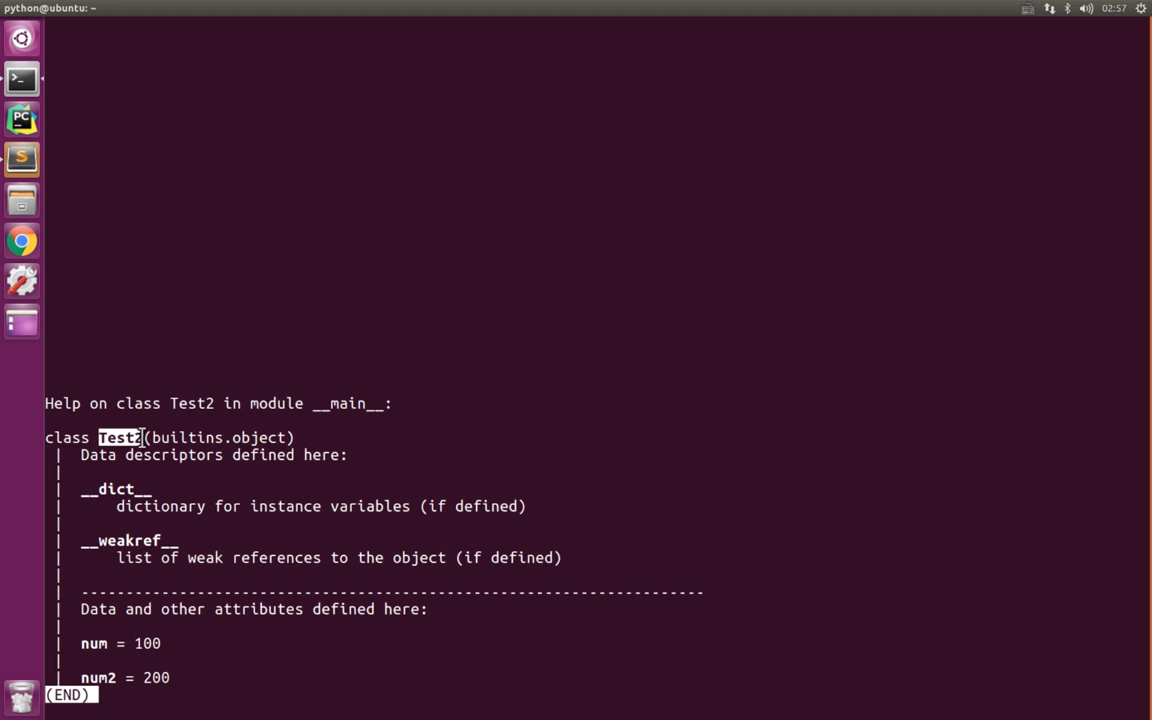 python@ubuntu: ~
02:57
PC
S
Help on class Test2 in module __main__:
class Test2(builtins.object)
 |  Data descriptors defined here:
 |
 |  __dict__
 |      dictionary for instance variables (if defined)
 |
 |  __weakref__
 |      list of weak references to the object (if defined)
 |
 |  ----------------------------------------------------------------------
 |  Data and other attributes defined here:
 |
 |  num = 100
 |
 |  num2 = 200
(END)